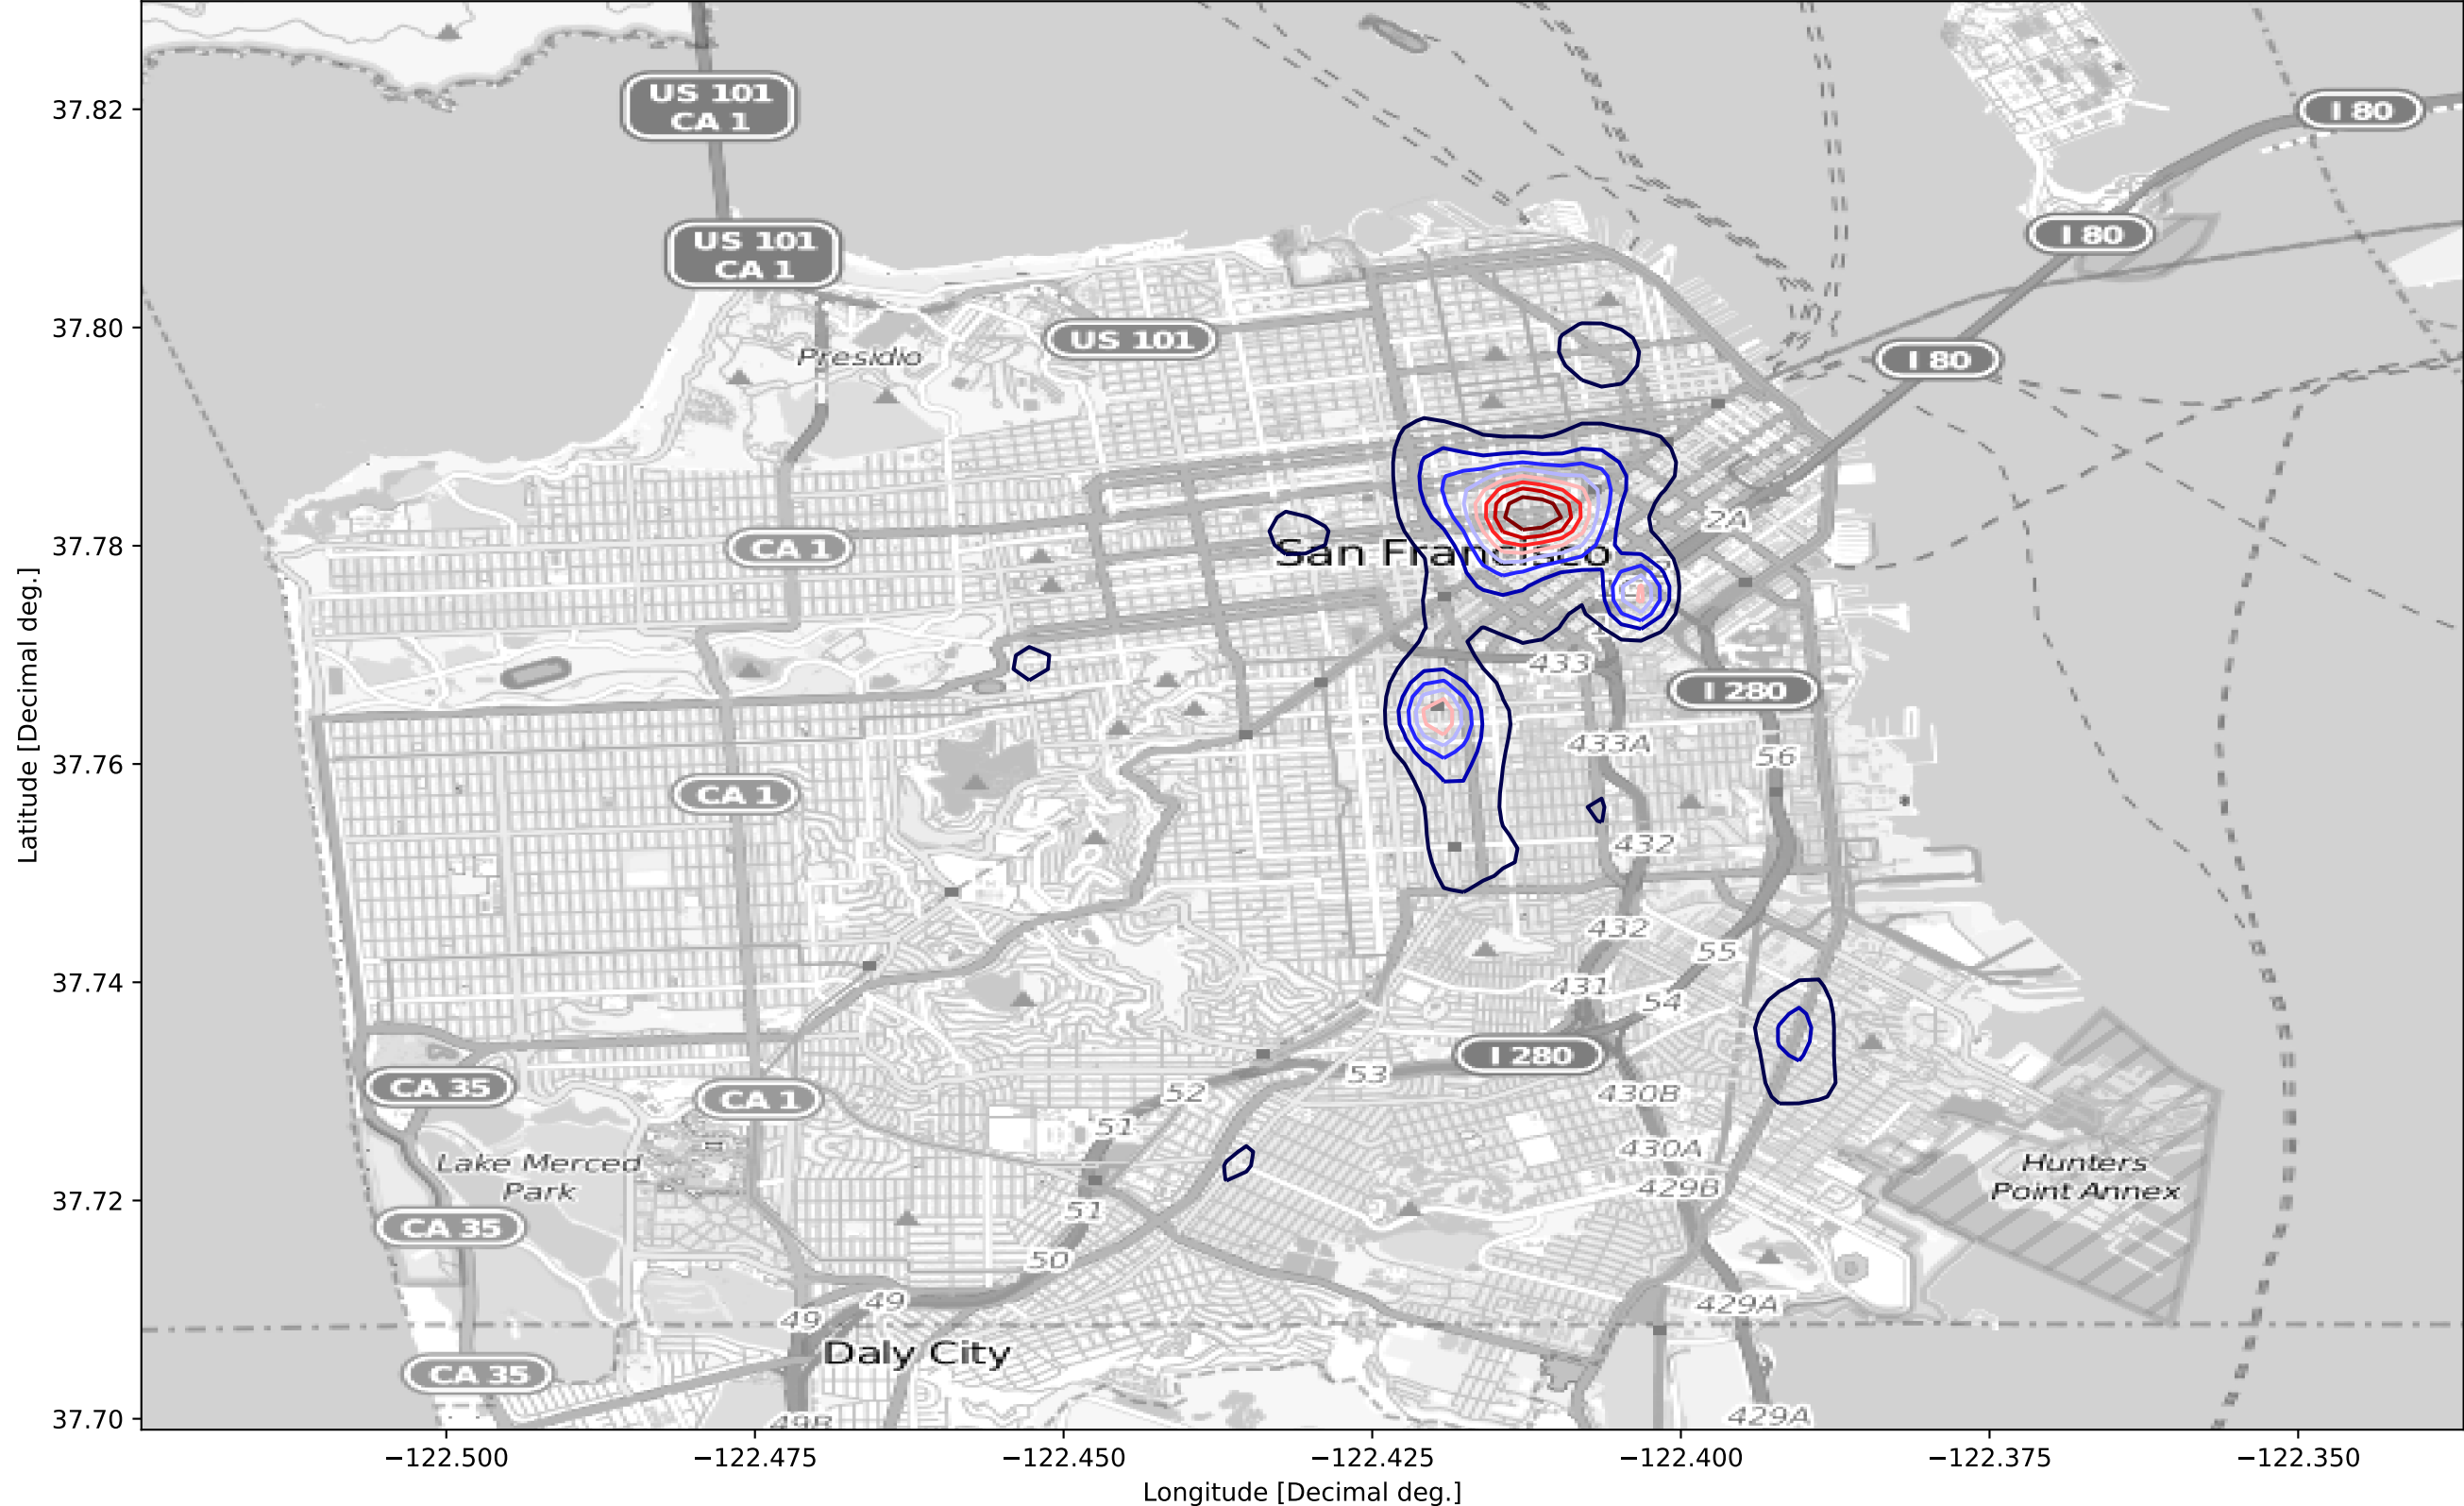 37.82
37.80
37.78
37.76
37.74
37.72
37.70
Latitude [Decimal deg.]
US 101
CA 1
I 80
US 101
CA 1
I 80
US 101
I 80
Presidio
2A
CA 1
San Francisco
433
I 280
433A
56
CA 1
432
432
55
431
54
I 280
53
CA 35
CA 1
52
430B
51
430A
Lake Merced
Park
Hunters
Point Annex
429B
51
CA 35
50
49
429A
49
Daly City
CA 35
49B
429A
−122.500
−122.475
−122.450
−122.425
−122.400
−122.375
−122.350
Longitude [Decimal deg.]